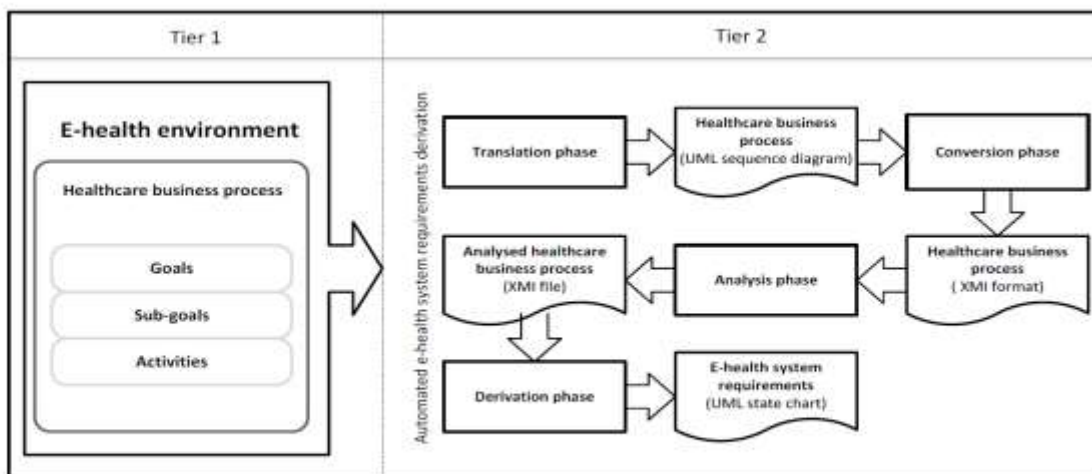 Tier 1
Tier 2
E-health environment
Healthcare business process
Goals
Sub-goals
Activities
Automated e-health system requirements derivation
Translation phase
Healthcare business
process
(UML sequence diagram)
Conversion phase
Healthcare business
process
( XMI format)
Analysis phase
Analysed healthcare
business process
(XMI file)
Derivation phase
E-health system
requirements
(UML state chart)